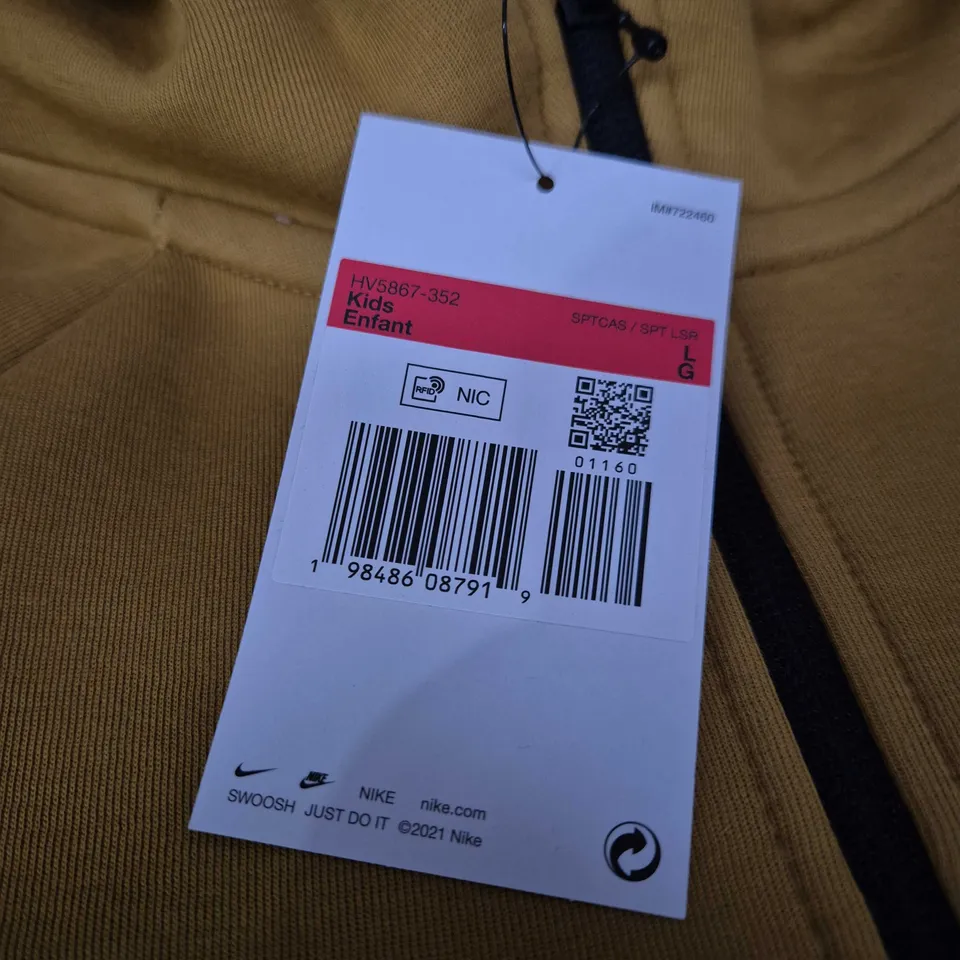 IM#722460
HV5867-352
Kids
Enfant
SPTCAS / SPT LSR
L
G
RFID NIC
01160
1 98486 08791 9
NIKE
NIKE nike.com
SWOOSH JUST DO IT ©2021 Nike